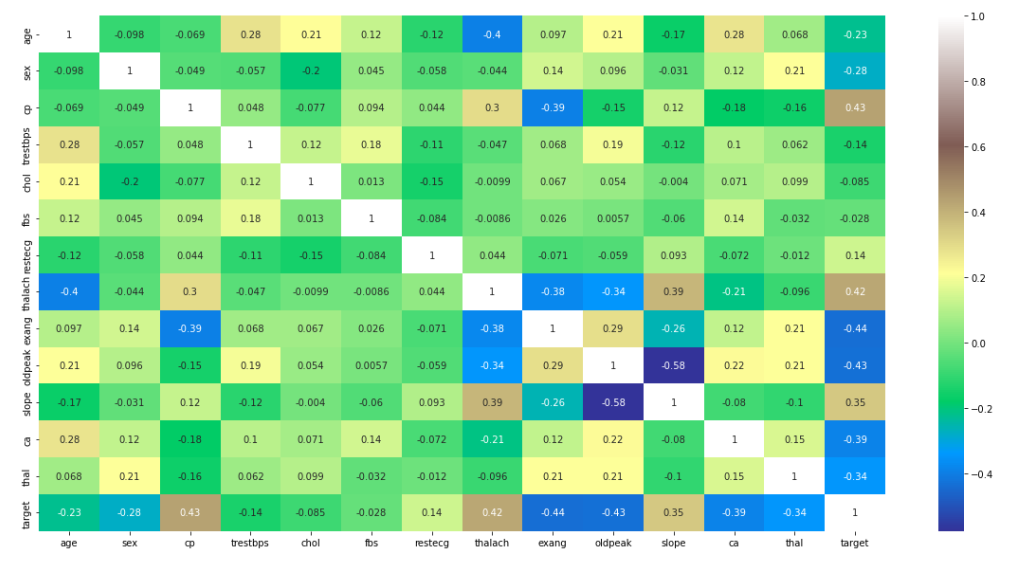 1.0
age 1 -0.098 -0.069 0.28 0.21 0.12 -0.12 -0.4 0.097 0.21 -0.17 0.28 0.068 -0.23
sex -0.098 1 -0.049 -0.057 -0.2 0.045 -0.058 -0.044 0.14 0.096 -0.031 0.12 0.21 -0.28
0.8
cp -0.069 -0.049 1 0.048 -0.077 0.094 0.044 0.3 -0.39 -0.15 0.12 -0.18 -0.16 0.43
trestbps 0.28 -0.057 0.048 1 0.12 0.18 -0.11 -0.047 0.068 0.19 -0.12 0.1 0.062 -0.14
0.6
chol 0.21 -0.2 -0.077 0.12 1 0.013 -0.15 -0.0099 0.067 0.054 -0.004 0.071 0.099 -0.085
0.4
fbs 0.12 0.045 0.094 0.18 0.013 1 -0.084 -0.0086 0.026 0.0057 -0.06 0.14 -0.032 -0.028
restecg -0.12 -0.058 0.044 -0.11 -0.15 -0.084 1 0.044 -0.071 -0.059 0.093 -0.072 -0.012 0.14
0.2
thalach -0.4 -0.044 0.3 -0.047 -0.0099 -0.0086 0.044 1 -0.38 -0.34 0.39 -0.21 -0.096 0.42
exang 0.097 0.14 -0.39 0.068 0.067 0.026 -0.071 -0.38 1 0.29 -0.26 0.12 0.21 -0.44
0.0
oldpeak 0.21 0.096 -0.15 0.19 0.054 0.0057 -0.059 -0.34 0.29 1 -0.58 0.22 0.21 -0.43
slope -0.17 -0.031 0.12 -0.12 -0.004 -0.06 0.093 0.39 -0.26 -0.58 1 -0.08 -0.1 0.35
−0.2
ca 0.28 0.12 -0.18 0.1 0.071 0.14 -0.072 -0.21 0.12 0.22 -0.08 1 0.15 -0.39
thal 0.068 0.21 -0.16 0.062 0.099 -0.032 -0.012 -0.096 0.21 0.21 -0.1 0.15 1 -0.34
−0.4
target -0.23 -0.28 0.43 -0.14 -0.085 -0.028 0.14 0.42 -0.44 -0.43 0.35 -0.39 -0.34 1
age sex cp trestbps chol fbs restecg thalach exang oldpeak slope ca thal target